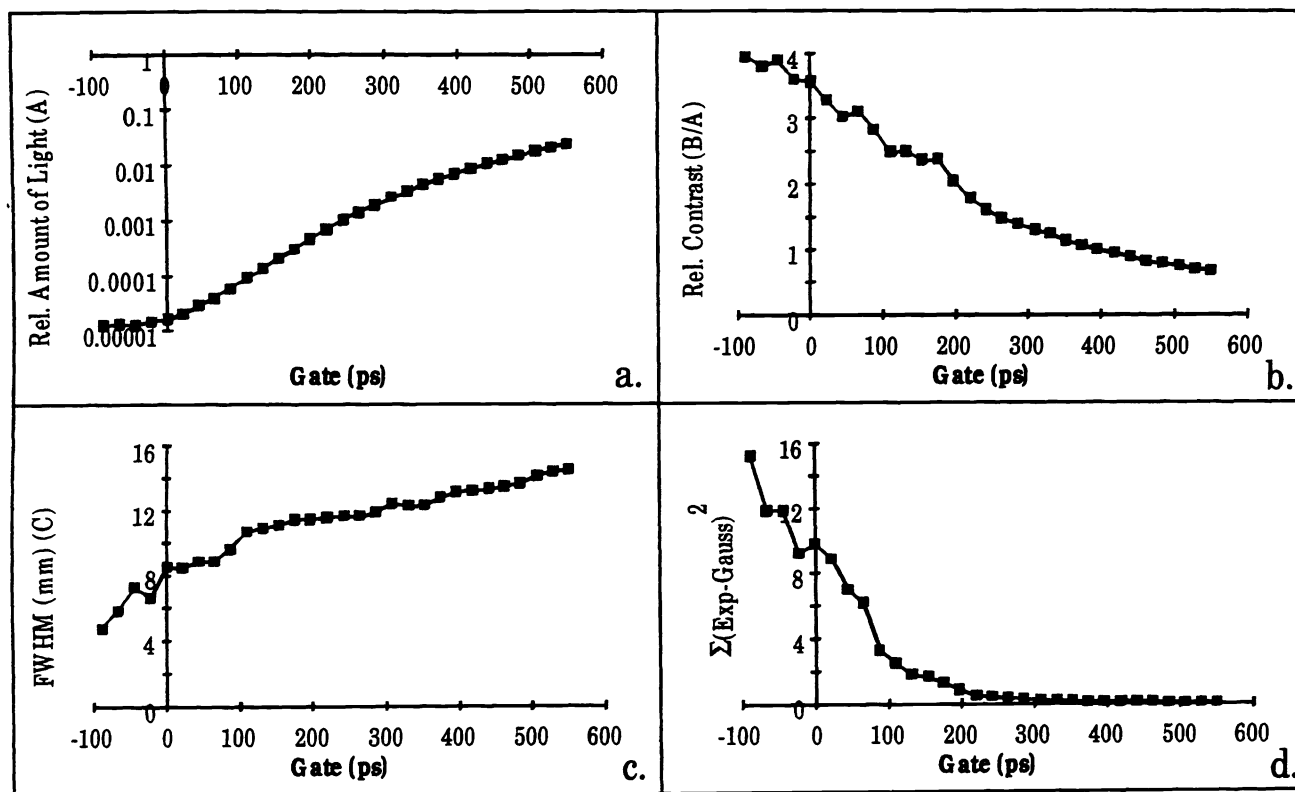 Rel. Amount of Light (A)
1
0.1
0.01
0.001
0.0001
0.00001
-100 0 100 200 300 400 500 600
Gate (ps)
a.
Rel. Contrast (B/A)
4
3
2
1
0
-100 0 100 200 300 400 500 600
Gate (ps)
b.
FWHM (mm) (C)
16
12
8
4
0
-100 0 100 200 300 400 500 600
Gate (ps)
c.
Σ(Exp-Gauss)²
16
12
8
4
0
-100 0 100 200 300 400 500 600
Gate (ps)
d.